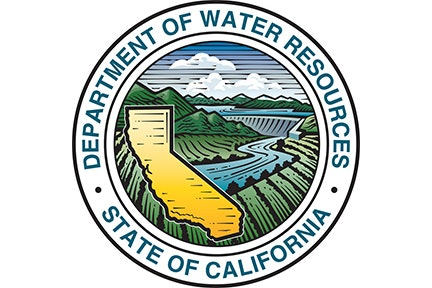 DEPARTMENT OF WATER RESOURCES
STATE OF CALIFORNIA